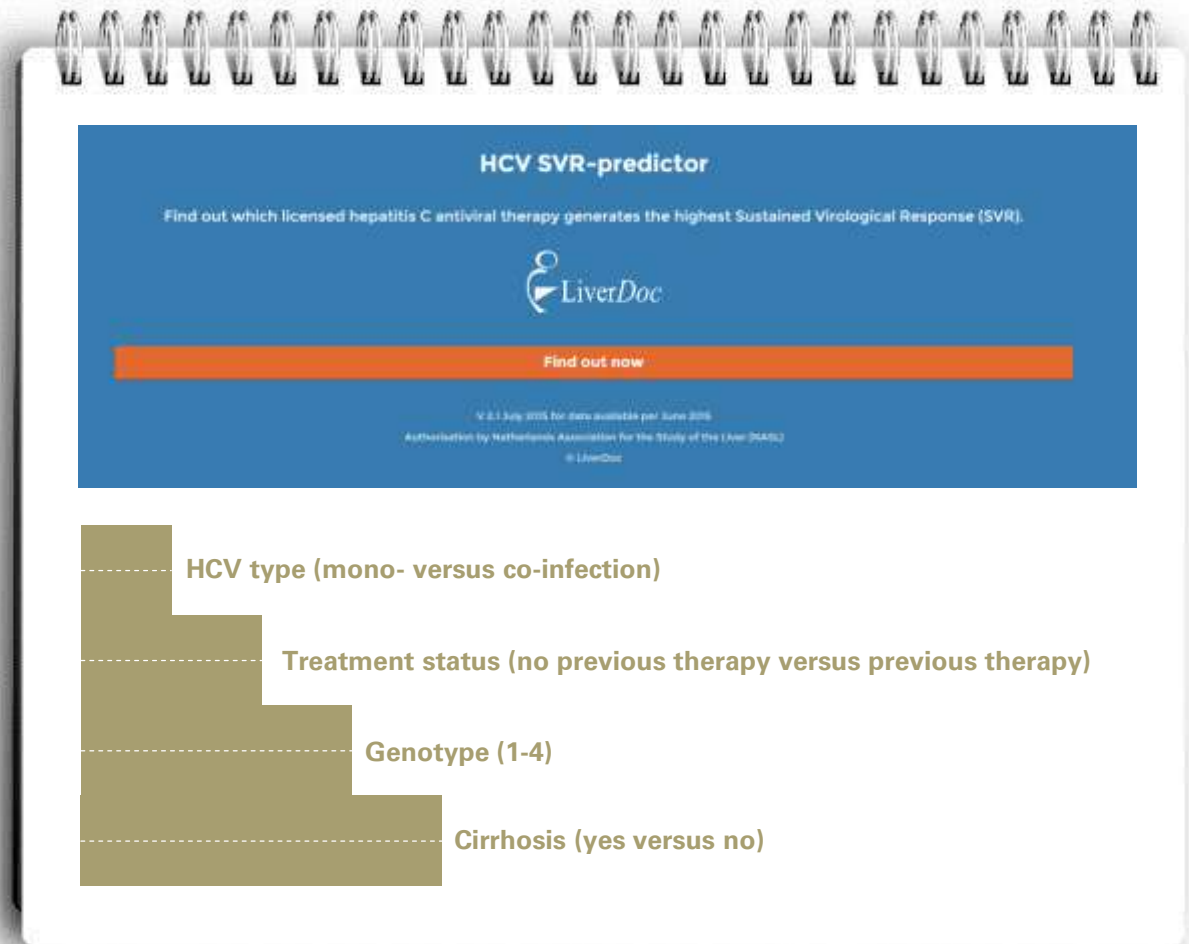 HCV SVR-predictor
Find out which licensed hepatitis C antiviral therapy generates the highest Sustained Virological Response (SVR).
LiverDoc
Find out now
V 2.1 July 2015 for data available per June 2015
Authorisation by Netherlands Association for the Study of the Liver (NASL)
© LiverDoc
HCV type (mono- versus co-infection)
Treatment status (no previous therapy versus previous therapy)
Genotype (1-4)
Cirrhosis (yes versus no)